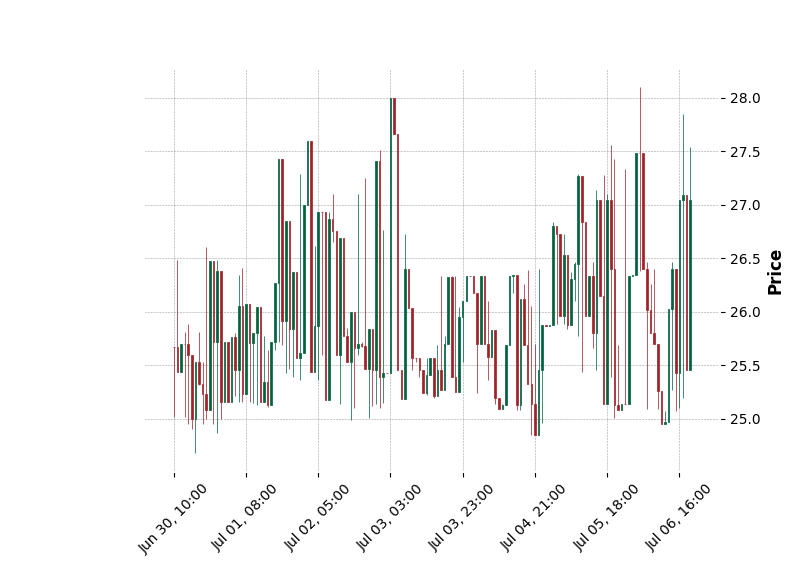 28.0
27.5
27.0
26.5
26.0
25.5
25.0
Price
Jun 30, 10:00
Jul 01, 08:00
Jul 02, 05:00
Jul 03, 03:00
Jul 03, 23:00
Jul 04, 21:00
Jul 05, 18:00
Jul 06, 16:00